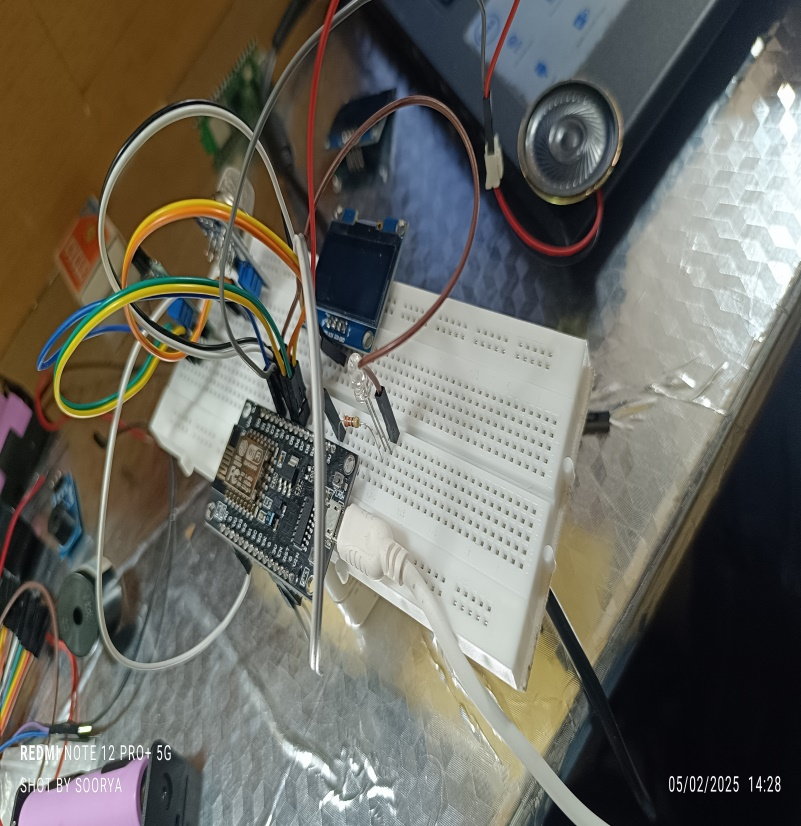 REDMI NOTE 12 PRO+ 5G
SHOT BY SOORYA
05/02/2025 14:28